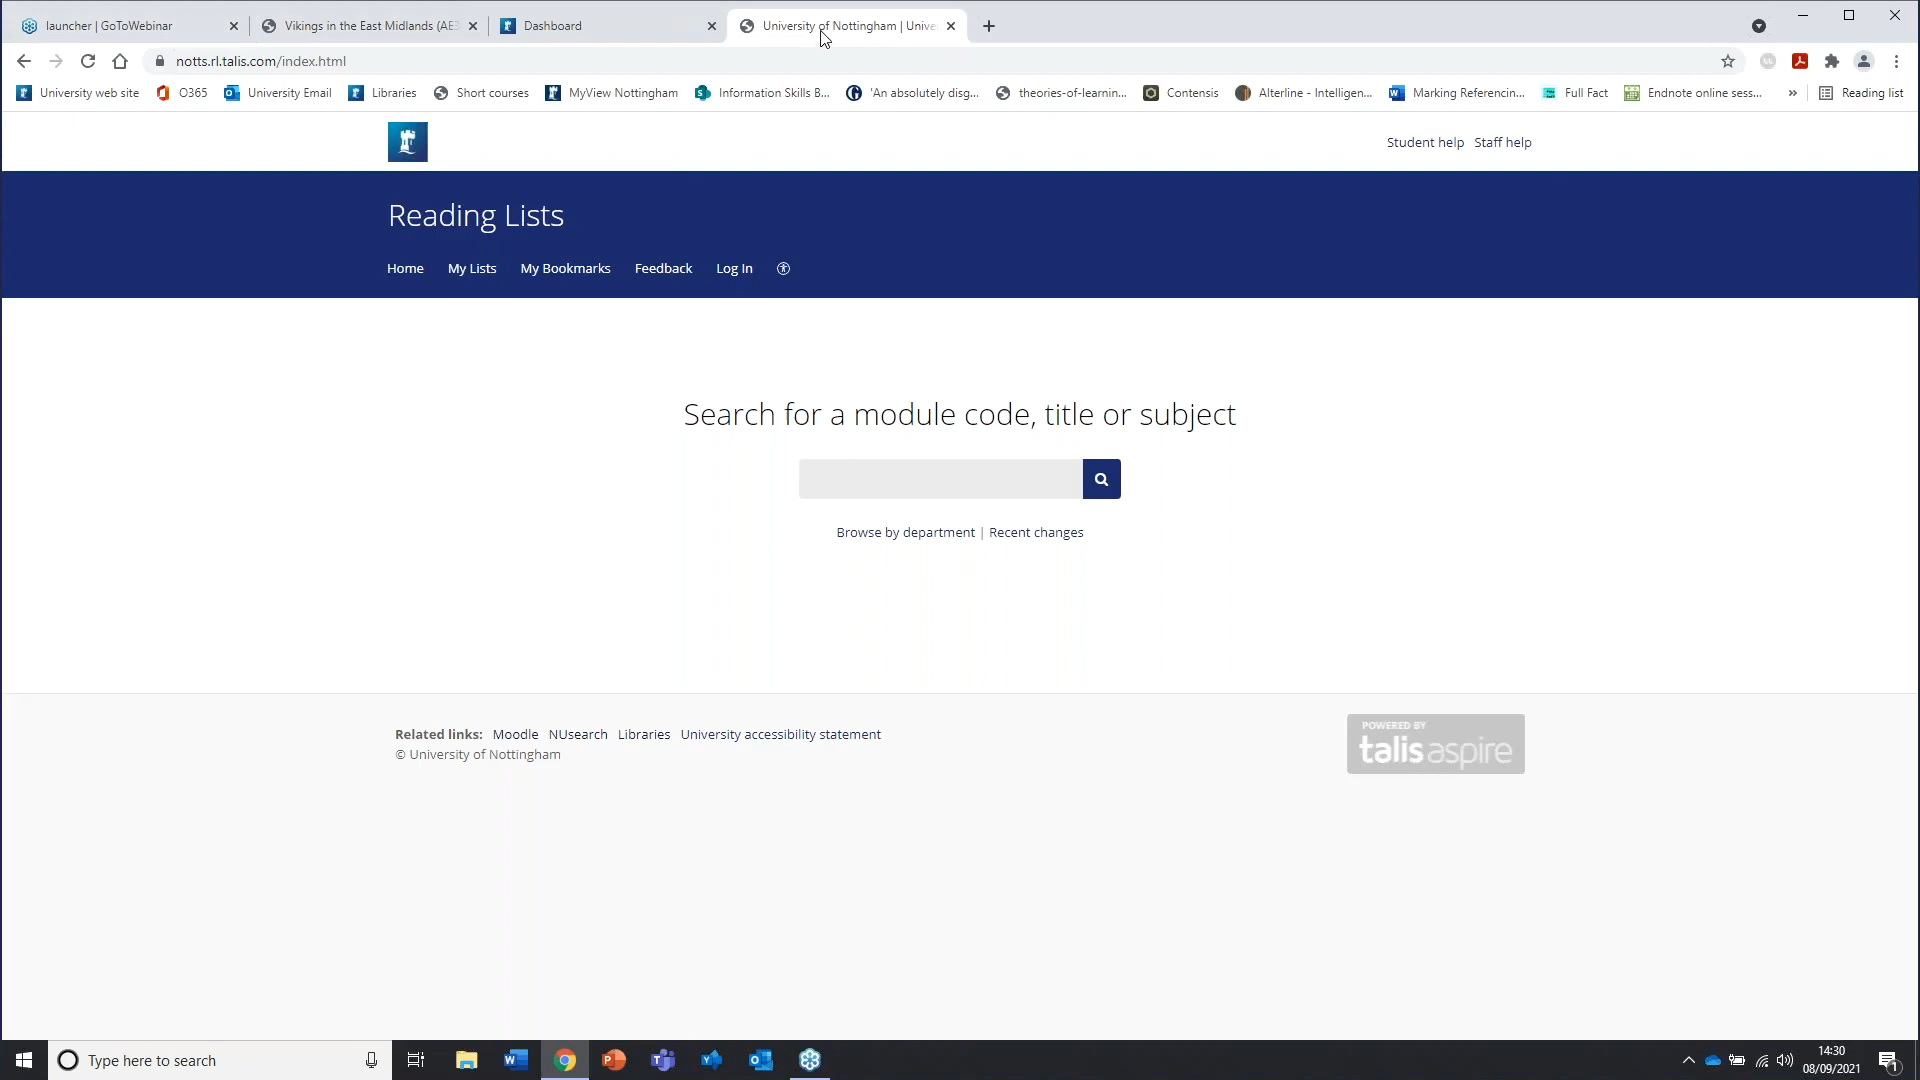 launcher | GoToWebinar
Vikings in the East Midlands (AE3
Dashboard
University of Nottingham | Unive
notts.rl.talis.com/index.html
University web site
O365
University Email
Libraries
Short courses
MyView Nottingham
Information Skills B...
'An absolutely disg...
theories-of-learnin...
Contensis
Alterline - Intelligen...
Marking Referencin...
Full Fact
Endnote online sess...
»
Reading list
Student help Staff help
Reading Lists
Home My Lists My Bookmarks Feedback Log In
Search for a module code, title or subject
Browse by department | Recent changes
Related links: Moodle NUsearch Libraries University accessibility statement
© University of Nottingham
POWERED BY
talis aspire
Type here to search
14:30
08/09/2021
1